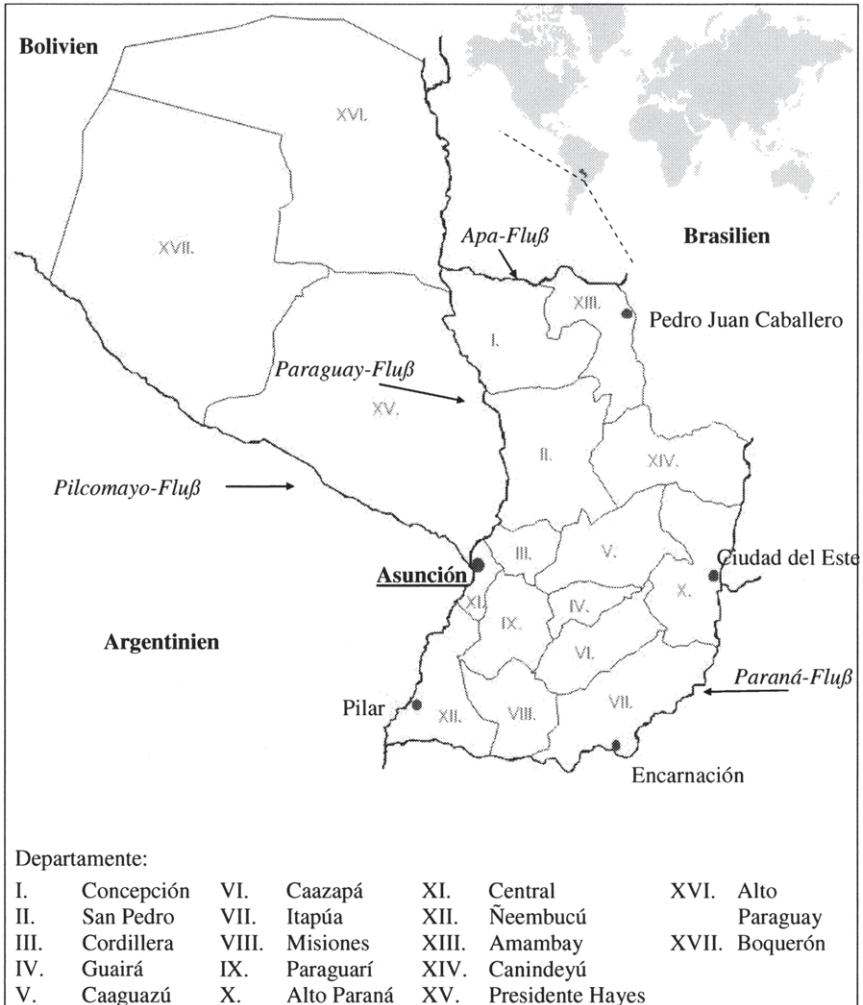 Bolivien
XVI.
XVII.
Apa-Fluß
Brasilien
XIII.
Pedro Juan Caballero
I.
Paraguay-Fluß
XV.
II.
XIV.
Pilcomayo-Fluß
III.
V.
Ciudad del Este
Asunción
X.
XI.
IV.
IX.
Argentinien
VI.
Paraná-Fluß
Pilar
XII.
VIII.
VII.
Encarnación
Departamente:
I. Concepción VI. Caazapá XI. Central XVI. Alto
II. San Pedro VII. Itapúa XII. Ñeembucú Paraguay
III. Cordillera VIII. Misiones XIII. Amambay XVII. Boquerón
IV. Guairá IX. Paraguarí XIV. Canindeyú
V. Caaguazú X. Alto Paraná XV. Presidente Hayes